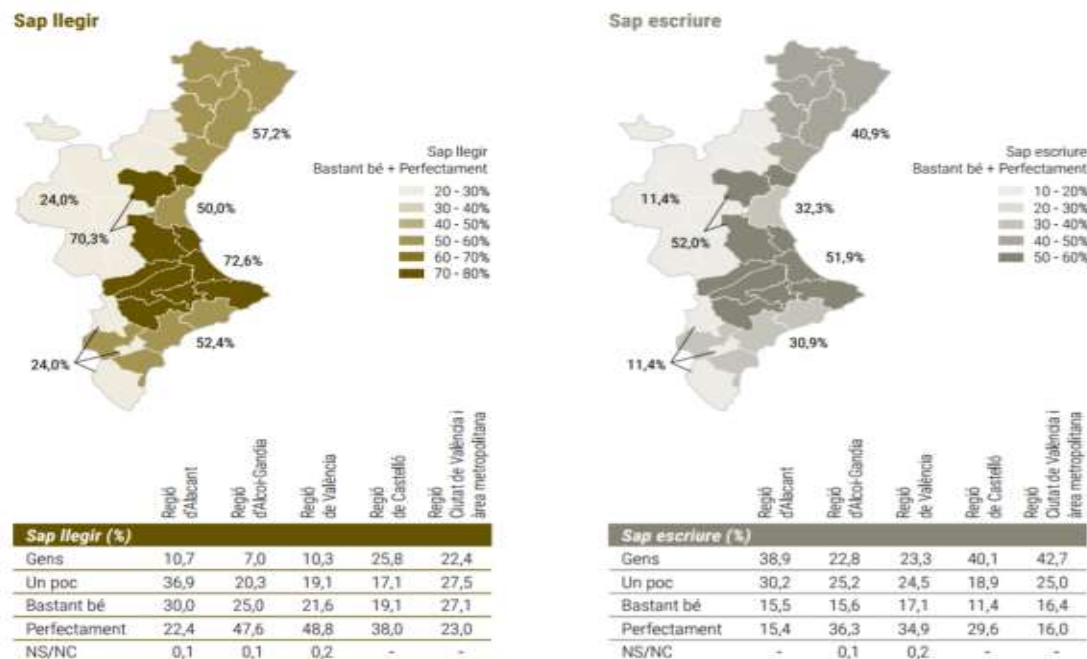 Sap llegir
57,2%
24,0%
50,0%
70,3%
72,6%
52,4%
24,0%
Sap llegir
Bastant bé + Perfectament
20 - 30%
30 - 40%
40 - 50%
50 - 60%
60 - 70%
70 - 80%
Regió d'Alacant
Regió d'Alcoi-Gandia
Regió de València
Regió de Castelló
Regió Ciutat de València i àrea metropolitana
Sap llegir (%)
Gens 10,7 7,0 10,3 25,8 22,4
Un poc 36,9 20,3 19,1 17,1 27,5
Bastant bé 30,0 25,0 21,6 19,1 27,1
Perfectament 22,4 47,6 48,8 38,0 23,0
NS/NC 0,1 0,1 0,2 - -
Sap escriure
40,9%
11,4%
32,3%
52,0%
51,9%
30,9%
11,4%
Sap escriure
Bastant bé + Perfectament
10 - 20%
20 - 30%
30 - 40%
40 - 50%
50 - 60%
Regió d'Alacant
Regió d'Alcoi-Gandia
Regió de València
Regió de Castelló
Regió Ciutat de València i àrea metropolitana
Sap escriure (%)
Gens 38,9 22,8 23,3 40,1 42,7
Un poc 30,2 25,2 24,5 18,9 25,0
Bastant bé 15,5 15,6 17,1 11,4 16,4
Perfectament 15,4 36,3 34,9 29,6 16,0
NS/NC - 0,1 0,2 - -